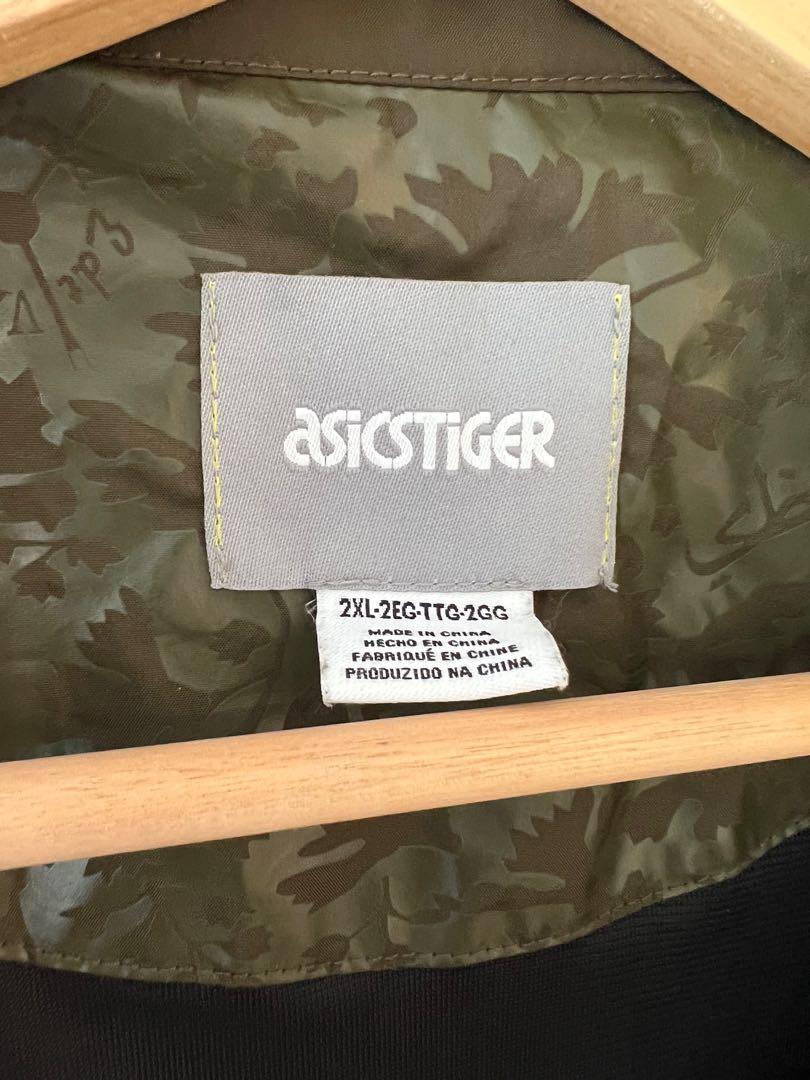 asicsTiGER
2XL-2EG-TTG-2GG
MADE IN CHINA
HECHO EN CHINA
FABRIQUÉ EN CHINE
PRODUZIDO NA CHINA